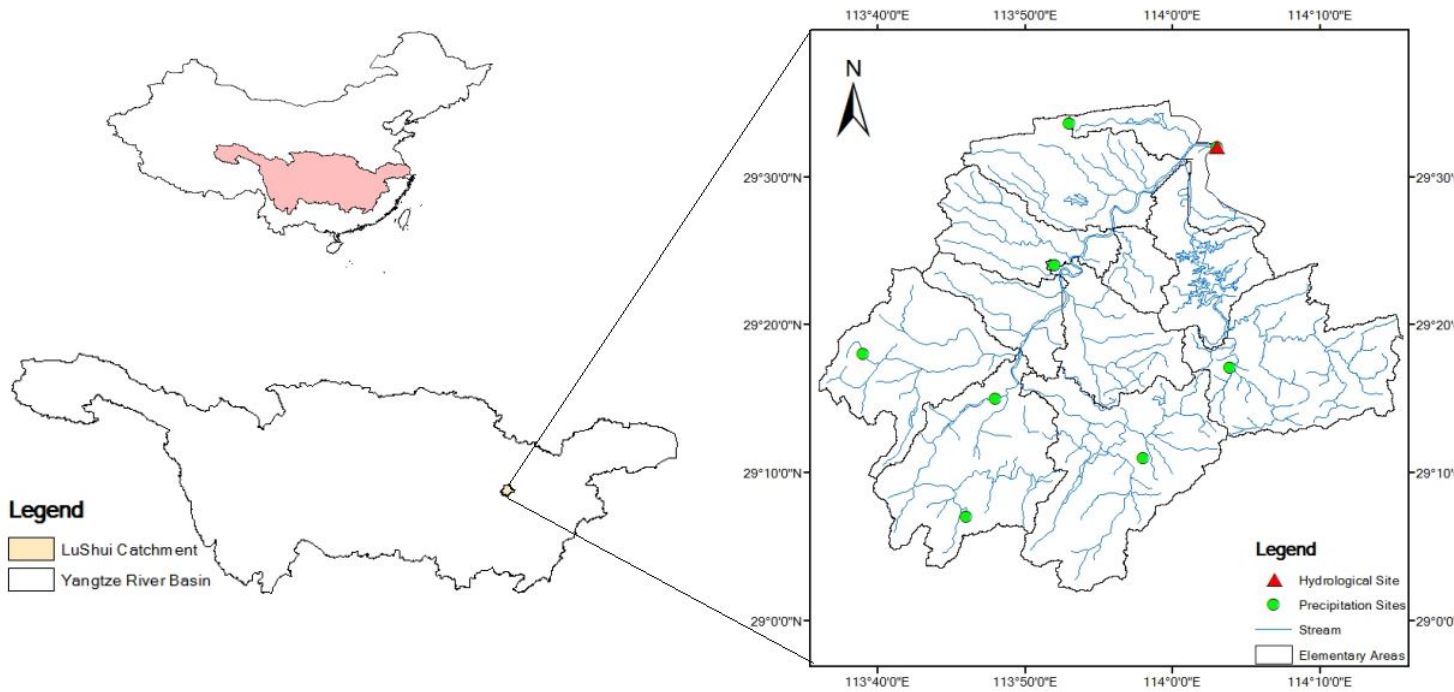 113°40'0"E
113°50'0"E
114°0'0"E
114°10'0"E
N
29°30'0"N
29°30'
29°20'0"N
29°20'
29°10'0"N
29°10'
29°0'0"N
29°0'0
Legend
LuShui Catchment
Yangtze River Basin
Legend
Hydrological Site
Precipitation Sites
Stream
Elementary Areas
113°40'0"E
113°50'0"E
114°0'0"E
114°10'0"E